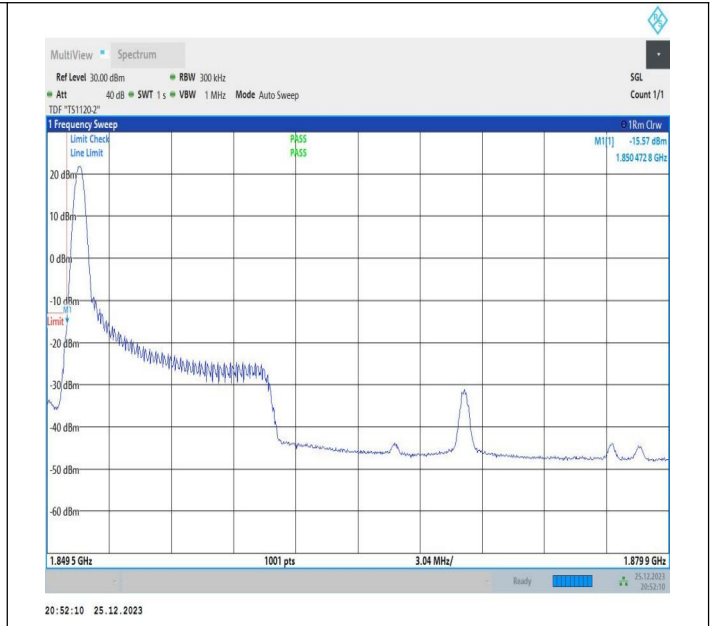 MultiView Spectrum
Ref Level 30.00 dBm RBW 300 kHz SGL
Att 40 dB SWT 1 s VBW 1 MHz Mode Auto Sweep Count 1/1
TDF "TS1120-2"
1 Frequency Sweep 1Rm Clrw
Limit Check PASS M1[1] -15.57 dBm
Line Limit PASS 1.850 472 8 GHz
20 dBm
10 dBm
0 dBm
-10 dBm
M1
Limit
-20 dBm
-30 dBm
-40 dBm
-50 dBm
-60 dBm
1.849 5 GHz 1001 pts 3.04 MHz/ 1.879 9 GHz
Ready 25.12.2023
20:52:10
20:52:10 25.12.2023